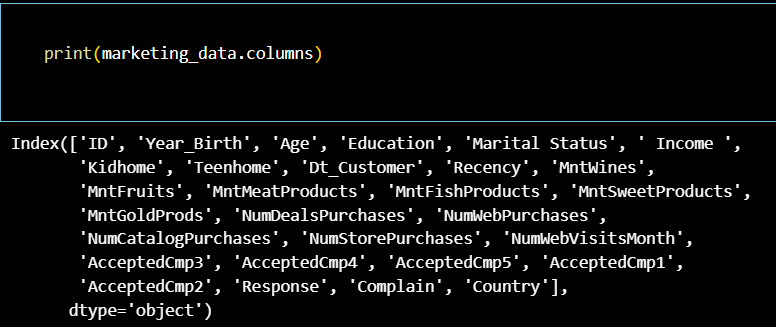 print(marketing_data.columns)
Index(['ID', 'Year_Birth', 'Age', 'Education', 'Marital Status', ' Income ',
'Kidhome', 'Teenhome', 'Dt_Customer', 'Recency', 'MntWines',
'MntFruits', 'MntMeatProducts', 'MntFishProducts', 'MntSweetProducts',
'MntGoldProds', 'NumDealsPurchases', 'NumWebPurchases',
'NumCatalogPurchases', 'NumStorePurchases', 'NumWebVisitsMonth',
'AcceptedCmp3', 'AcceptedCmp4', 'AcceptedCmp5', 'AcceptedCmp1',
'AcceptedCmp2', 'Response', 'Complain', 'Country'],
dtype='object')